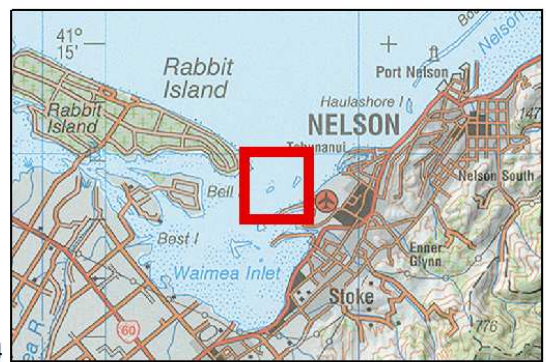 41°
15'
Rabbit
Island
Port Nelson
Nelson
Haulashore I
NELSON
147
Rabbit
Island
Tahunanui
Nelson South
Bell I
Best I
Enner
Glynn
Waimea Inlet
Stoke
60
776